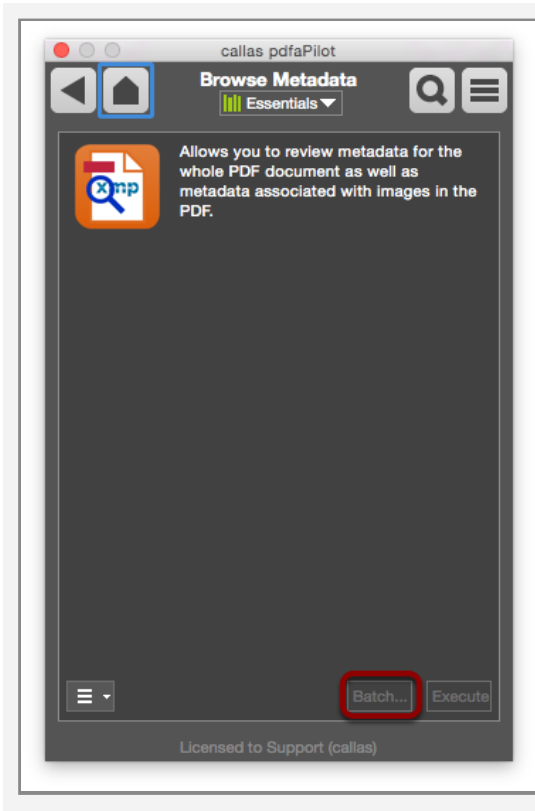 callas pdfaPilot
Browse Metadata
Essentials
Allows you to review metadata for the
whole PDF document as well as
metadata associated with images in the
PDF.
xmp
Batch... Execute
Licensed to Support (callas)